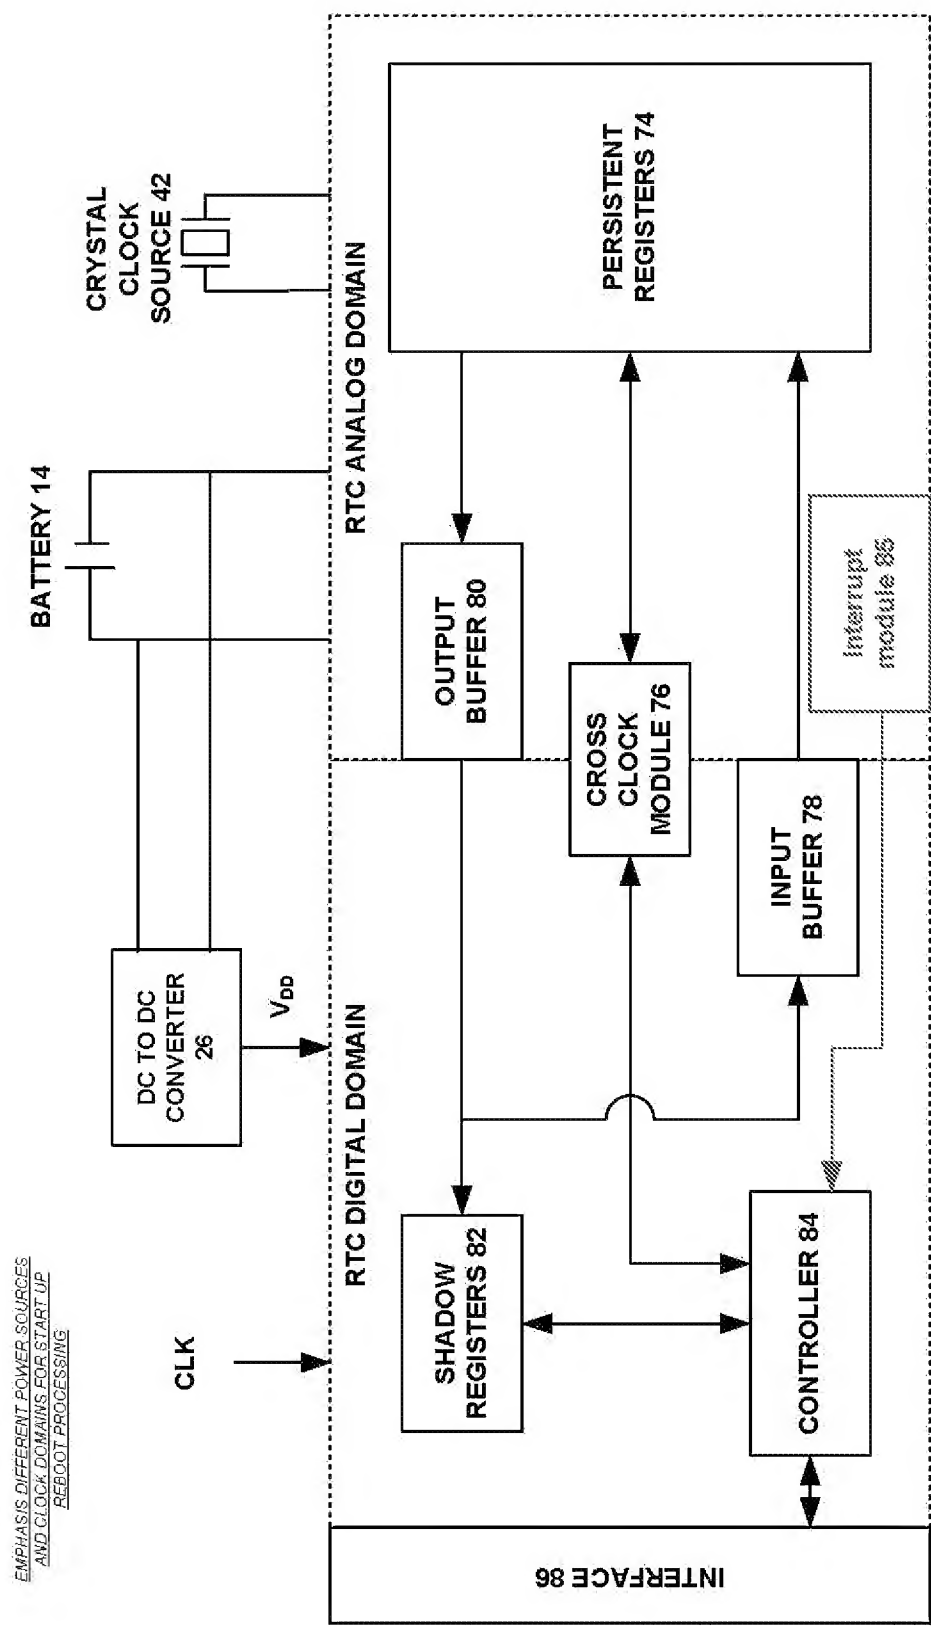 EMPHASIS DIFFERENT POWER SOURCES
AND CLOCK DOMAINS FOR START UP
REBOOT PROCESSING
CLK
DC TO DC
CONVERTER
26
VDD
BATTERY 14
CRYSTAL
CLOCK
SOURCE 42
RTC DIGITAL DOMAIN
RTC ANALOG DOMAIN
SHADOW
REGISTERS 82
OUTPUT
BUFFER 80
PERSISTENT
REGISTERS 74
CROSS
CLOCK
MODULE 76
INPUT
BUFFER 78
CONTROLLER 84
Interrupt
module 86
INTERFACE 86